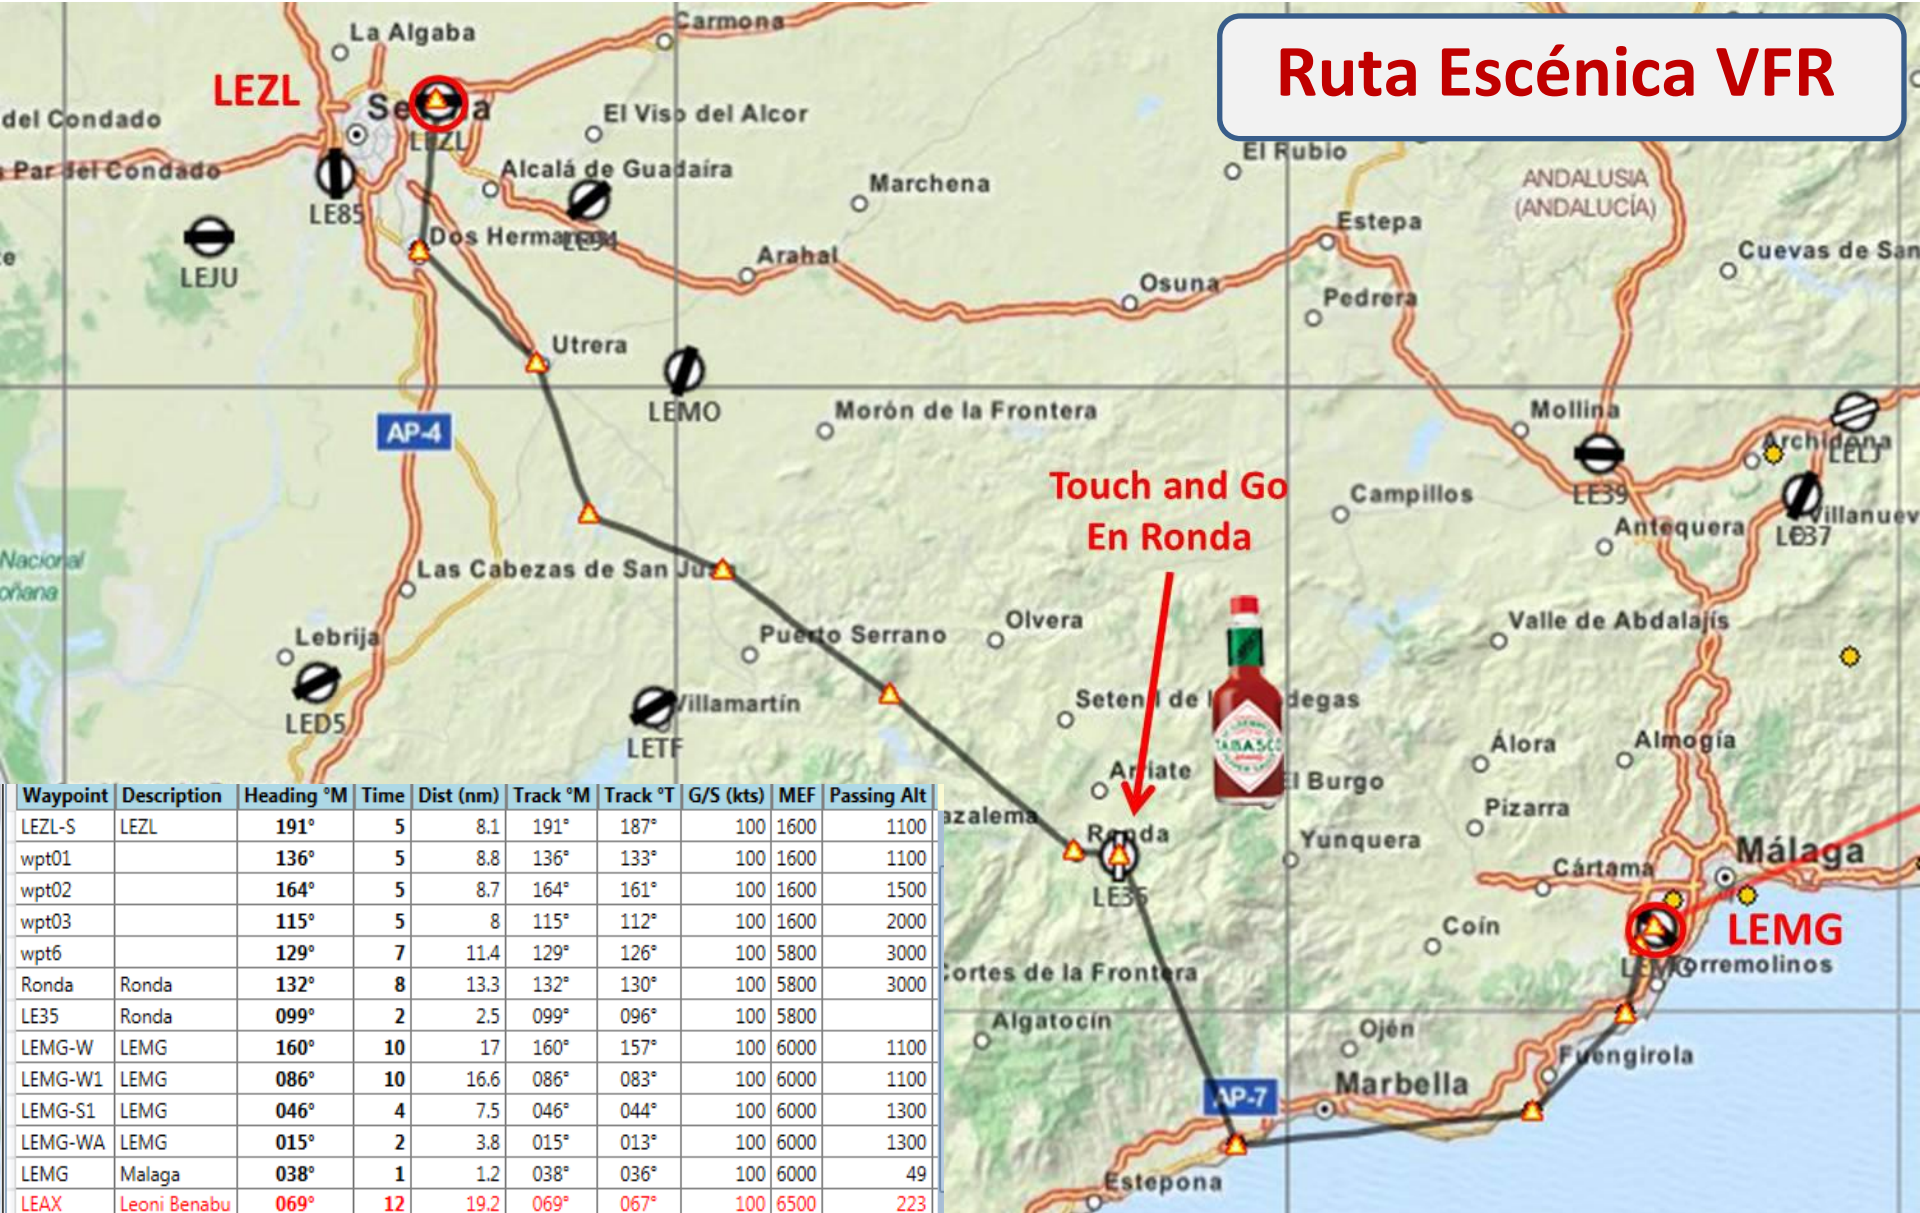 Ruta Escénica VFR
La Algaba
Carmona
LEZL
LEZL
del Condado
El Viso del Alcor
El Rubio
Par del Condado
Alcalá de Guadaíra
Marchena
ANDALUSIA
(ANDALUCÍA)
LE85
Estepa
Dos Hermanas
LEJU
Arahal
Cuevas de San
Osuna
Pedrera
Utrera
LEMO
Morón de la Frontera
Mollina
AP-4
Archidona
Touch and Go
En Ronda
Campillos
LE39
Antequera
Villanuev
LE37
Nacional
oñana
Las Cabezas de San
Lebrija
Puerto Serrano
Olvera
Valle de Abdalajís
Villamartín
Setenil de
degas
LED5
LETF
TABASCO
Álora
Almogía
Arriate
El Burgo
Pizarra
azalema
Ronda
Yunquera
Málaga
Cártama
LE35
Coín
LEMG
LEMG
Torremolinos
Cortes de la Frontera
Algatocín
Ojén
Fuengirola
Marbella
AP-7
Estepona
Waypoint Description Heading °M Time Dist (nm) Track °M Track °T G/S (kts) MEF Passing Alt
LEZL-S LEZL 191° 5 8.1 191° 187° 100 1600 1100
wpt01 136° 5 8.8 136° 133° 100 1600 1100
wpt02 164° 5 8.7 164° 161° 100 1600 1500
wpt03 115° 5 8 115° 112° 100 1600 2000
wpt6 129° 7 11.4 129° 126° 100 5800 3000
Ronda Ronda 132° 8 13.3 132° 130° 100 5800 3000
LE35 Ronda 099° 2 2.5 099° 096° 100 5800
LEMG-W LEMG 160° 10 17 160° 157° 100 6000 1100
LEMG-W1 LEMG 086° 10 16.6 086° 083° 100 6000 1100
LEMG-S1 LEMG 046° 4 7.5 046° 044° 100 6000 1300
LEMG-WA LEMG 015° 2 3.8 015° 013° 100 6000 1300
LEMG Malaga 038° 1 1.2 038° 036° 100 6000 49
LEAX Leoni Benabu 069° 12 19.2 069° 067° 100 6500 223